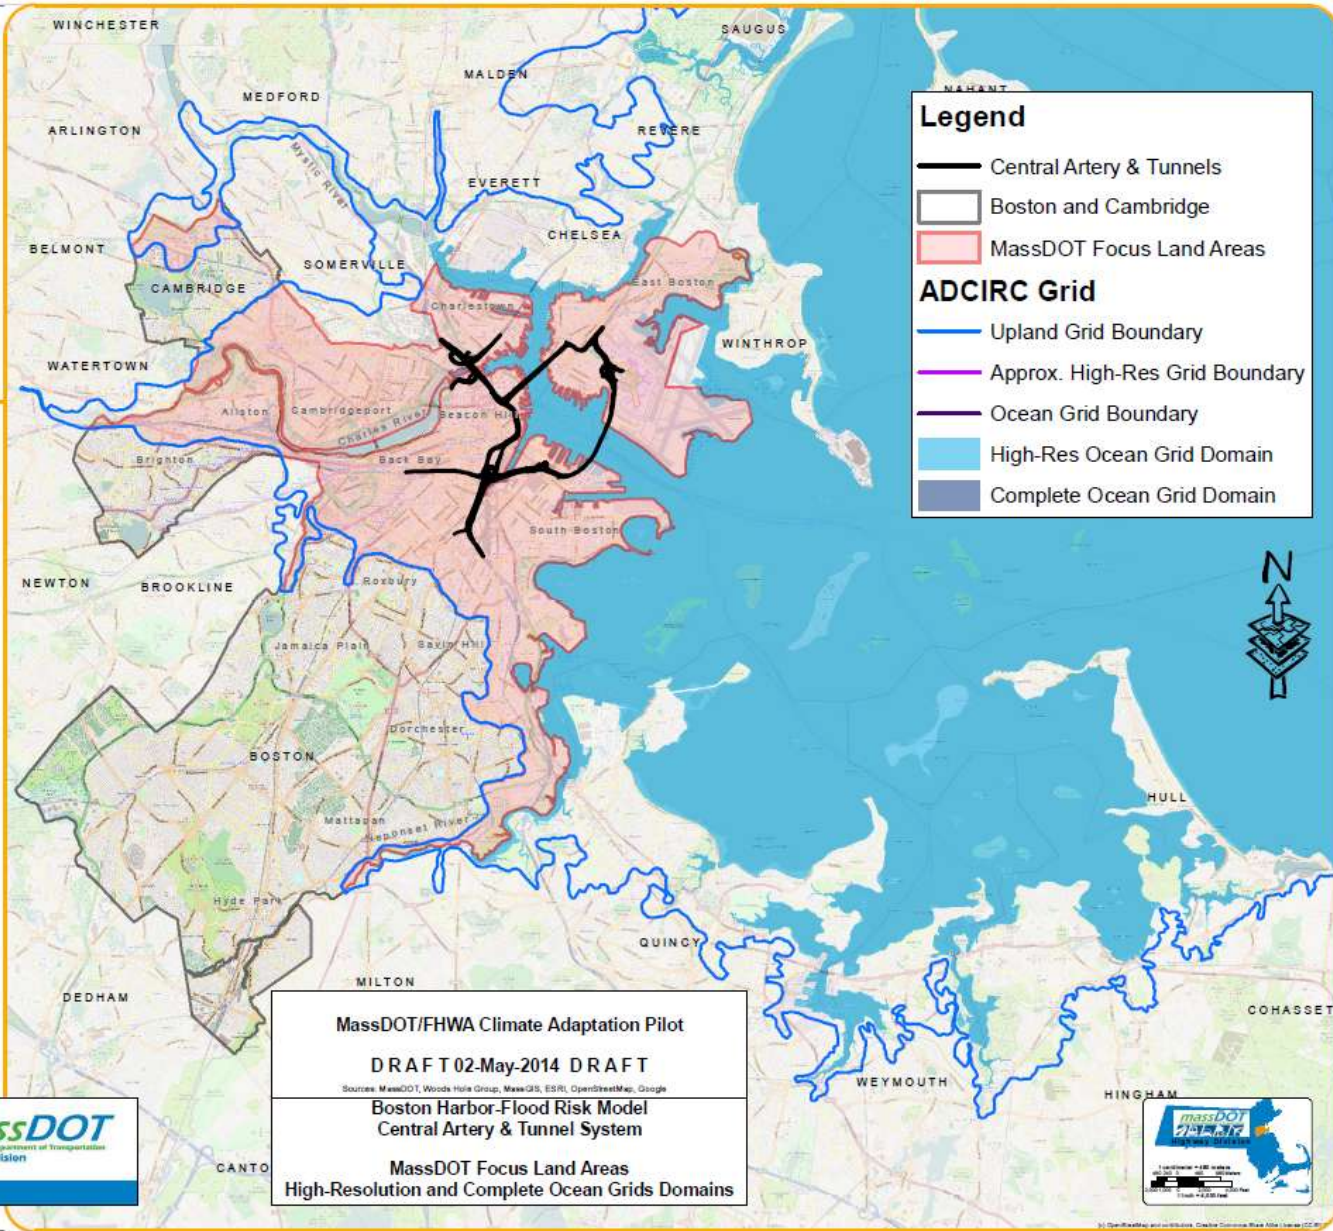 WINCHESTER
SAUGUS
MALDEN
NAHANT
MEDFORD
ARLINGTON
REVERE
Mystic River
EVERETT
CHELSEA
BELMONT
SOMERVILLE
CAMBRIDGE
East Boston
Charlestown
WINTHROP
WATERTOWN
Allston
Cambridgeport
Charles River
Beacon Hill
Brighton
Back Bay
South Boston
NEWTON
BROOKLINE
Roxbury
Jamaica Plain
Savin Hill
Dorchester
BOSTON
Mattapan
Neponset River
HULL
Hyde Park
QUINCY
MILTON
DEDHAM
COHASSET
WEYMOUTH
HINGHAM
CANTO
Legend
Central Artery & Tunnels
Boston and Cambridge
MassDOT Focus Land Areas
ADCIRC Grid
Upland Grid Boundary
Approx. High-Res Grid Boundary
Ocean Grid Boundary
High-Res Ocean Grid Domain
Complete Ocean Grid Domain
N
MassDOT/FHWA Climate Adaptation Pilot
D R A F T 02-May-2014 D R A F T
Sources: MassDOT, Woods Hole Group, MassGIS, ESRI, OpenStreetMap, Google
Boston Harbor-Flood Risk Model
Central Artery & Tunnel System
MassDOT Focus Land Areas
High-Resolution and Complete Ocean Grids Domains
ssDOT
partment of Transportation
ision
massDOT
Highway Division